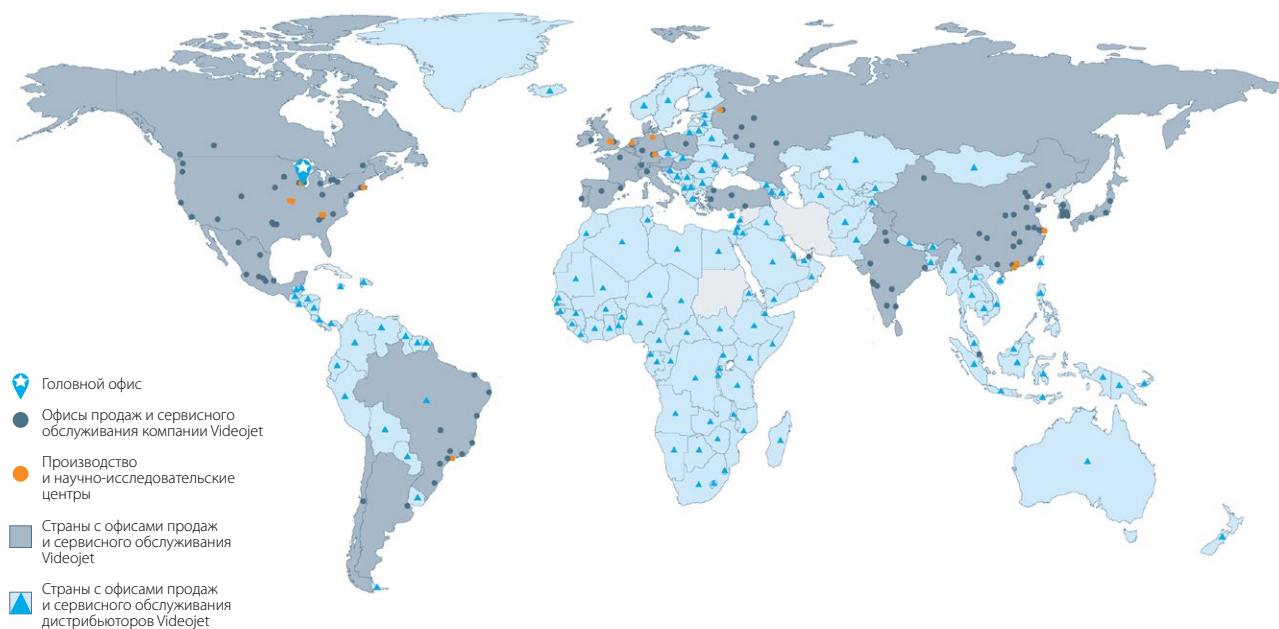 Головной офис
Офисы продаж и сервисного
обслуживания компании Videojet
Производство
и научно-исследовательские
центры
Страны с офисами продаж
и сервисного обслуживания
Videojet
Страны с офисами продаж
и сервисного обслуживания
дистрибьюторов Videojet